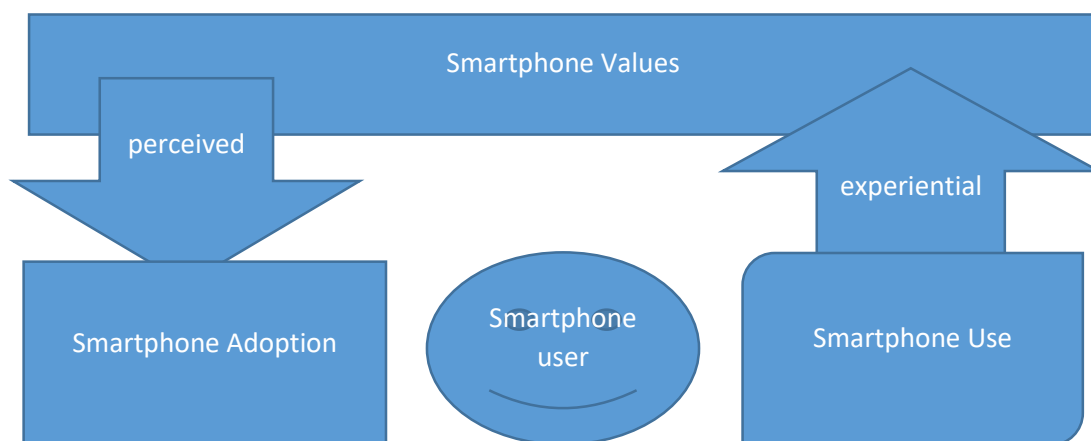 Smartphone Values
perceived
experiential
Smartphone Adoption
Smartphone
user
Smartphone Use